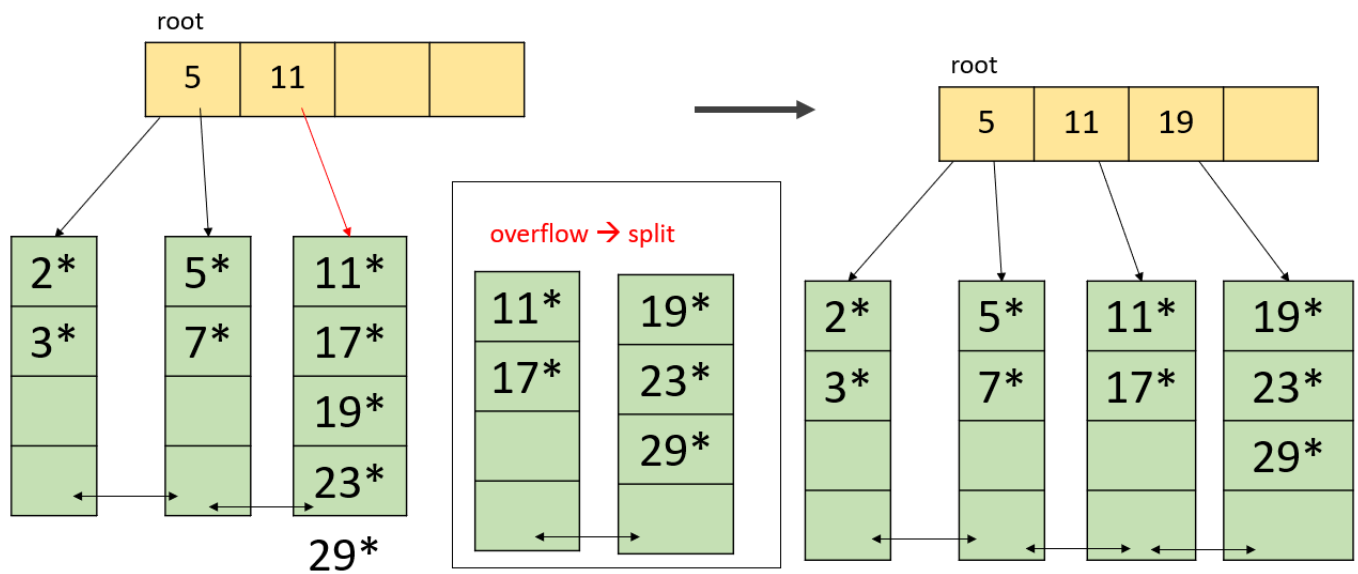 root
5 11
2* 5* 11*
3* 7* 17*
19*
23*
29*
overflow → split
11* 19*
17* 23*
29*
root
5 11 19
2* 5* 11* 19*
3* 7* 17* 23*
29*